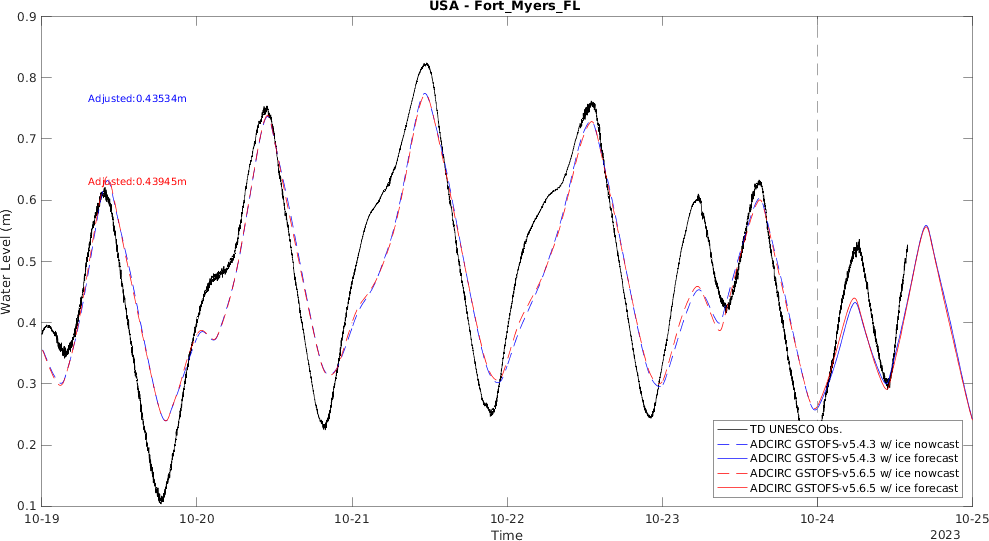 USA - Fort_Myers_FL
0.9
0.8
0.7
0.6
0.5
0.4
0.3
0.2
0.1
Water Level (m)
Adjusted:0.43534m
Adjusted:0.43945m
TD UNESCO Obs.
ADCIRC GSTOFS-v5.4.3 w/ ice nowcast
ADCIRC GSTOFS-v5.4.3 w/ ice forecast
ADCIRC GSTOFS-v5.6.5 w/ ice nowcast
ADCIRC GSTOFS-v5.6.5 w/ ice forecast
10-19 10-20 10-21 10-22 10-23 10-24 10-25
Time
2023